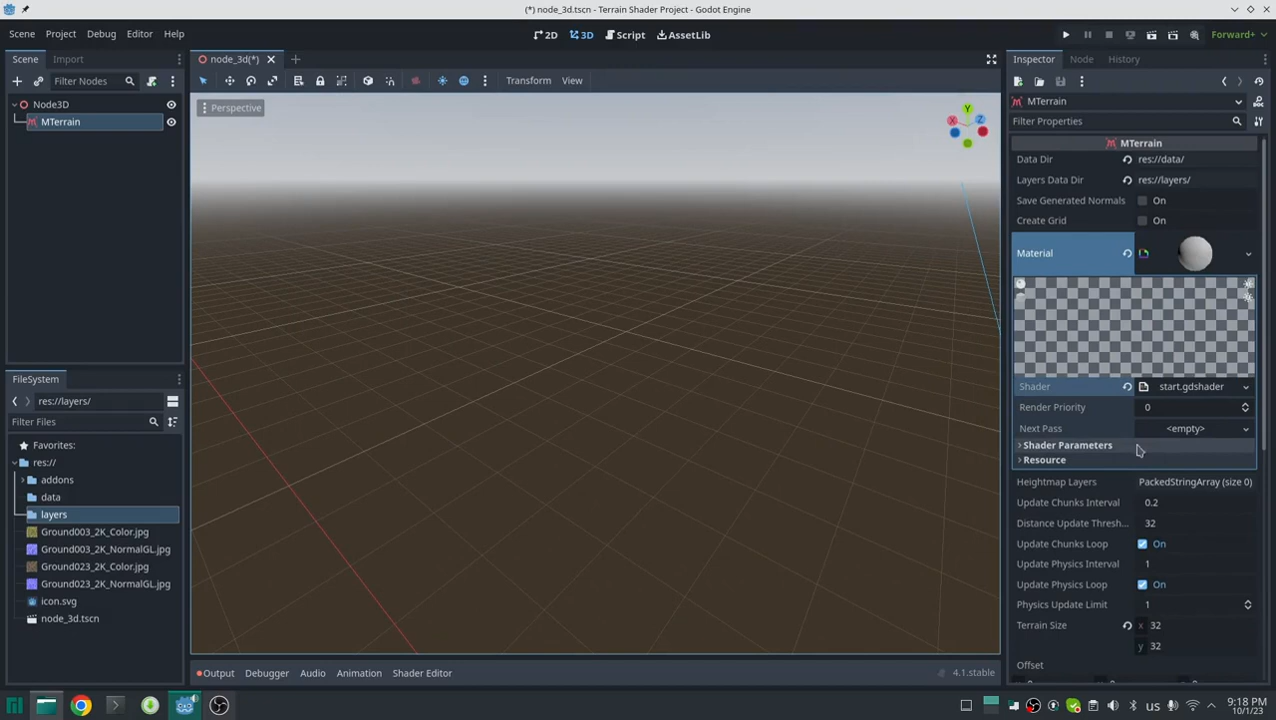 (*) node_3d.tscn - Terrain Shader Project - Godot Engine
Scene Project Debug Editor Help
2D 3D Script AssetLib
Forward+
Scene Import
Filter Nodes
Node3D
MTerrain
FileSystem
res://layers/
Filter Files
Favorites:
res://
addons
data
layers
Ground003_2K_Color.jpg
Ground003_2K_NormalGL.jpg
Ground023_2K_Color.jpg
Ground023_2K_NormalGL.jpg
icon.svg
node_3d.tscn
node_3d(*)
Transform View
Perspective
Y
X
Z
Output Debugger Audio Animation Shader Editor
4.1.stable
Inspector Node History
MTerrain
Filter Properties
MTerrain
Data Dir res://data/
Layers Data Dir res://layers/
Save Generated Normals On
Create Grid On
Material
Shader start.gdshader
Render Priority 0
Next Pass <empty>
Shader Parameters
Resource
Heightmap Layers PackedStringArray (size 0)
Update Chunks Interval 0.2
Distance Update Thresh... 32
Update Chunks Loop On
Update Physics Interval 1
Update Physics Loop On
Physics Update Limit 1
Terrain Size x 32
y 32
Offset
us
9:18 PM
10/1/23